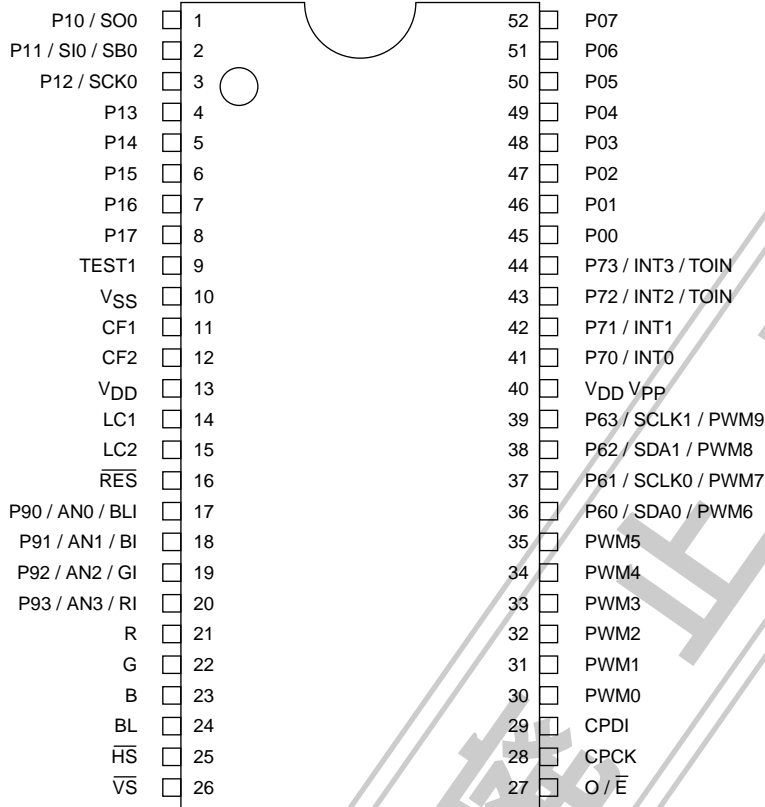 P10 / SO0 1 52 P07
P11 / SI0 / SB0 2 51 P06
P12 / SCK0 3 50 P05
P13 4 49 P04
P14 5 48 P03
P15 6 47 P02
P16 7 46 P01
P17 8 45 P00
TEST1 9 44 P73 / INT3 / TOIN
VSS 10 43 P72 / INT2 / TOIN
CF1 11 42 P71 / INT1
CF2 12 41 P70 / INT0
VDD 13 40 VDD VPP
LC1 14 39 P63 / SCLK1 / PWM9
LC2 15 38 P62 / SDA1 / PWM8
R̅E̅S̅ 16 37 P61 / SCLK0 / PWM7
P90 / AN0 / BLI 17 36 P60 / SDA0 / PWM6
P91 / AN1 / BI 18 35 PWM5
P92 / AN2 / GI 19 34 PWM4
P93 / AN3 / RI 20 33 PWM3
R 21 32 PWM2
G 22 31 PWM1
B 23 30 PWM0
BL 24 29 CPDI
H̅S̅ 25 28 CPCK
V̅S̅ 26 27 O / E̅